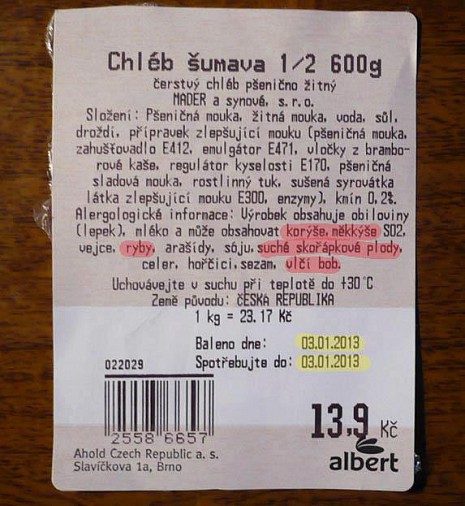 Chléb šumava 1/2 600g
čerstvý chléb pšenično žitný
MADER a synové, s.r.o.
Složení: Pšeničná mouka, žitná mouka, voda, sůl,
droždí, přípravek zlepšující mouku (pšeničná mouka,
zahušťovadlo E412, emulgátor E471, vločky z brambo-
rové kaše, regulátor kyselosti E170, pšeničná
sladová mouka, rostlinný tuk, sušená syrovátka
látka zlepšující mouku E300, enzymy), kmín 0,2%.
Alergologické informace: Výrobek obsahuje obiloviny
(lepek), mléko a může obsahovat korýše, měkkýše SO2,
vejce, ryby, arašídy, sóju, suché skořápkové plody,
celer, hořčici, sezam, vlčí bob.
Uchovávejte v suchu při teplotě do +30°C
Země původu: ČESKÁ REPUBLIKA
1 kg = 23.17 Kč
Baleno dne: 03.01.2013
Spotřebujte do: 03.01.2013
022029
2558 6657
13,9 Kč
albert
Ahold Czech Republic a. s.
Slavíčkova 1a, Brno